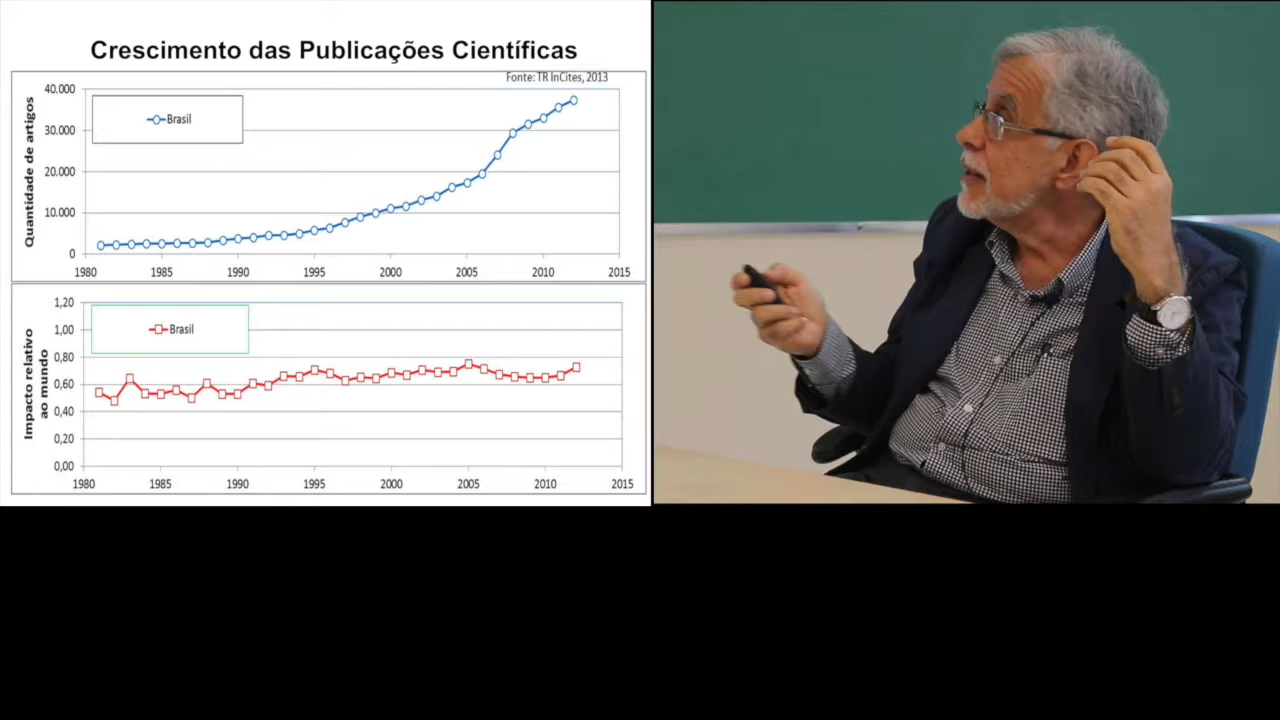 Crescimento das Publicações Científicas
Fonte: TR InCites, 2013
Quantidade de artigos
40.000
30.000
20.000
10.000
0
Brasil
1980 1985 1990 1995 2000 2005 2010 2015
Impacto relativo
ao mundo
1,20
1,00
0,80
0,60
0,40
0,20
0,00
Brasil
1980 1985 1990 1995 2000 2005 2010 2015